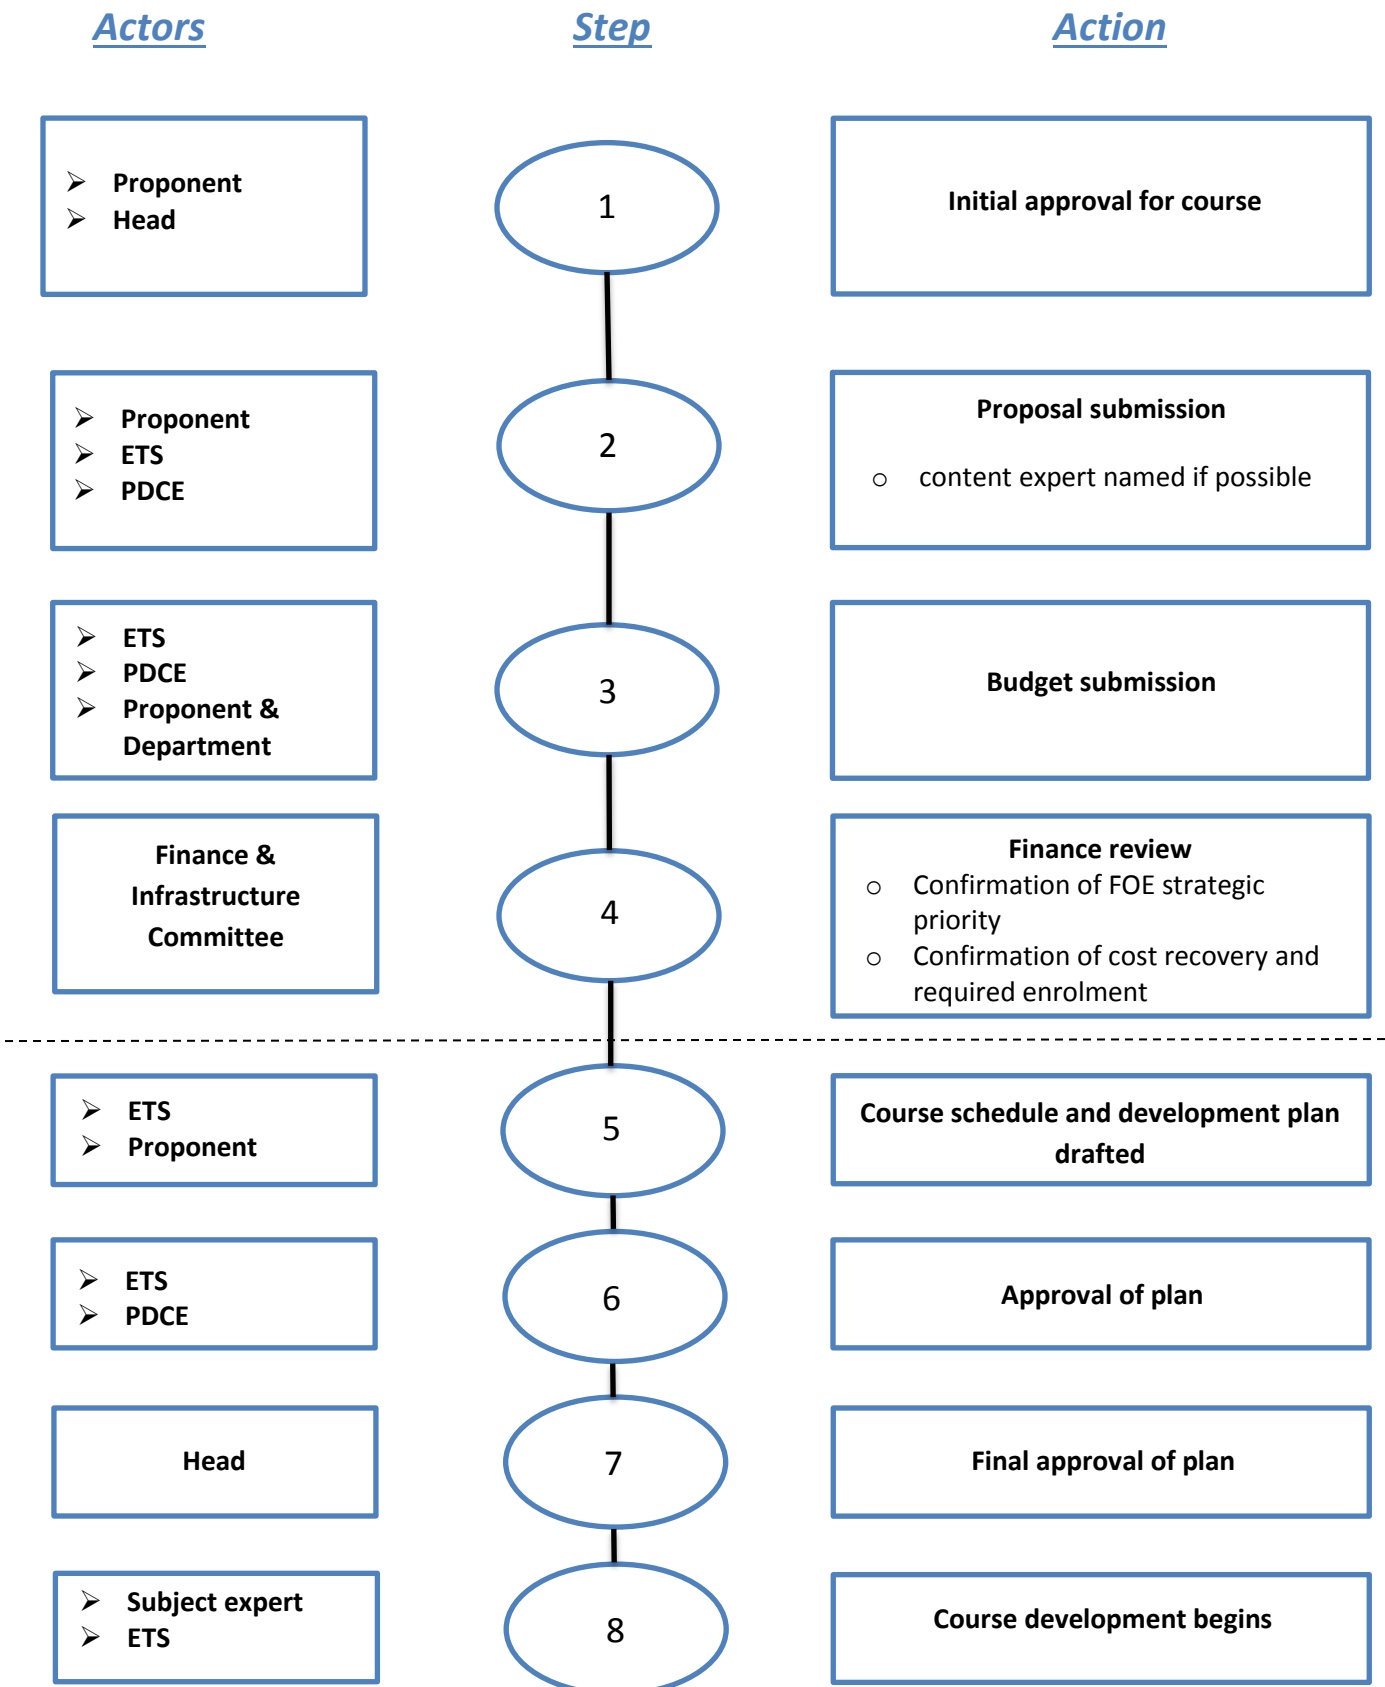 Actors Step Action
➢ Proponent
➢ Head
1
Initial approval for course
➢ Proponent
➢ ETS
➢ PDCE
2
Proposal submission
o content expert named if possible
➢ ETS
➢ PDCE
➢ Proponent &
Department
3
Budget submission
Finance &
Infrastructure
Committee
4
Finance review
o Confirmation of FOE strategic
priority
o Confirmation of cost recovery and
required enrolment
➢ ETS
➢ Proponent
5
Course schedule and development plan
drafted
➢ ETS
➢ PDCE
6
Approval of plan
Head
7
Final approval of plan
➢ Subject expert
➢ ETS
8
Course development begins